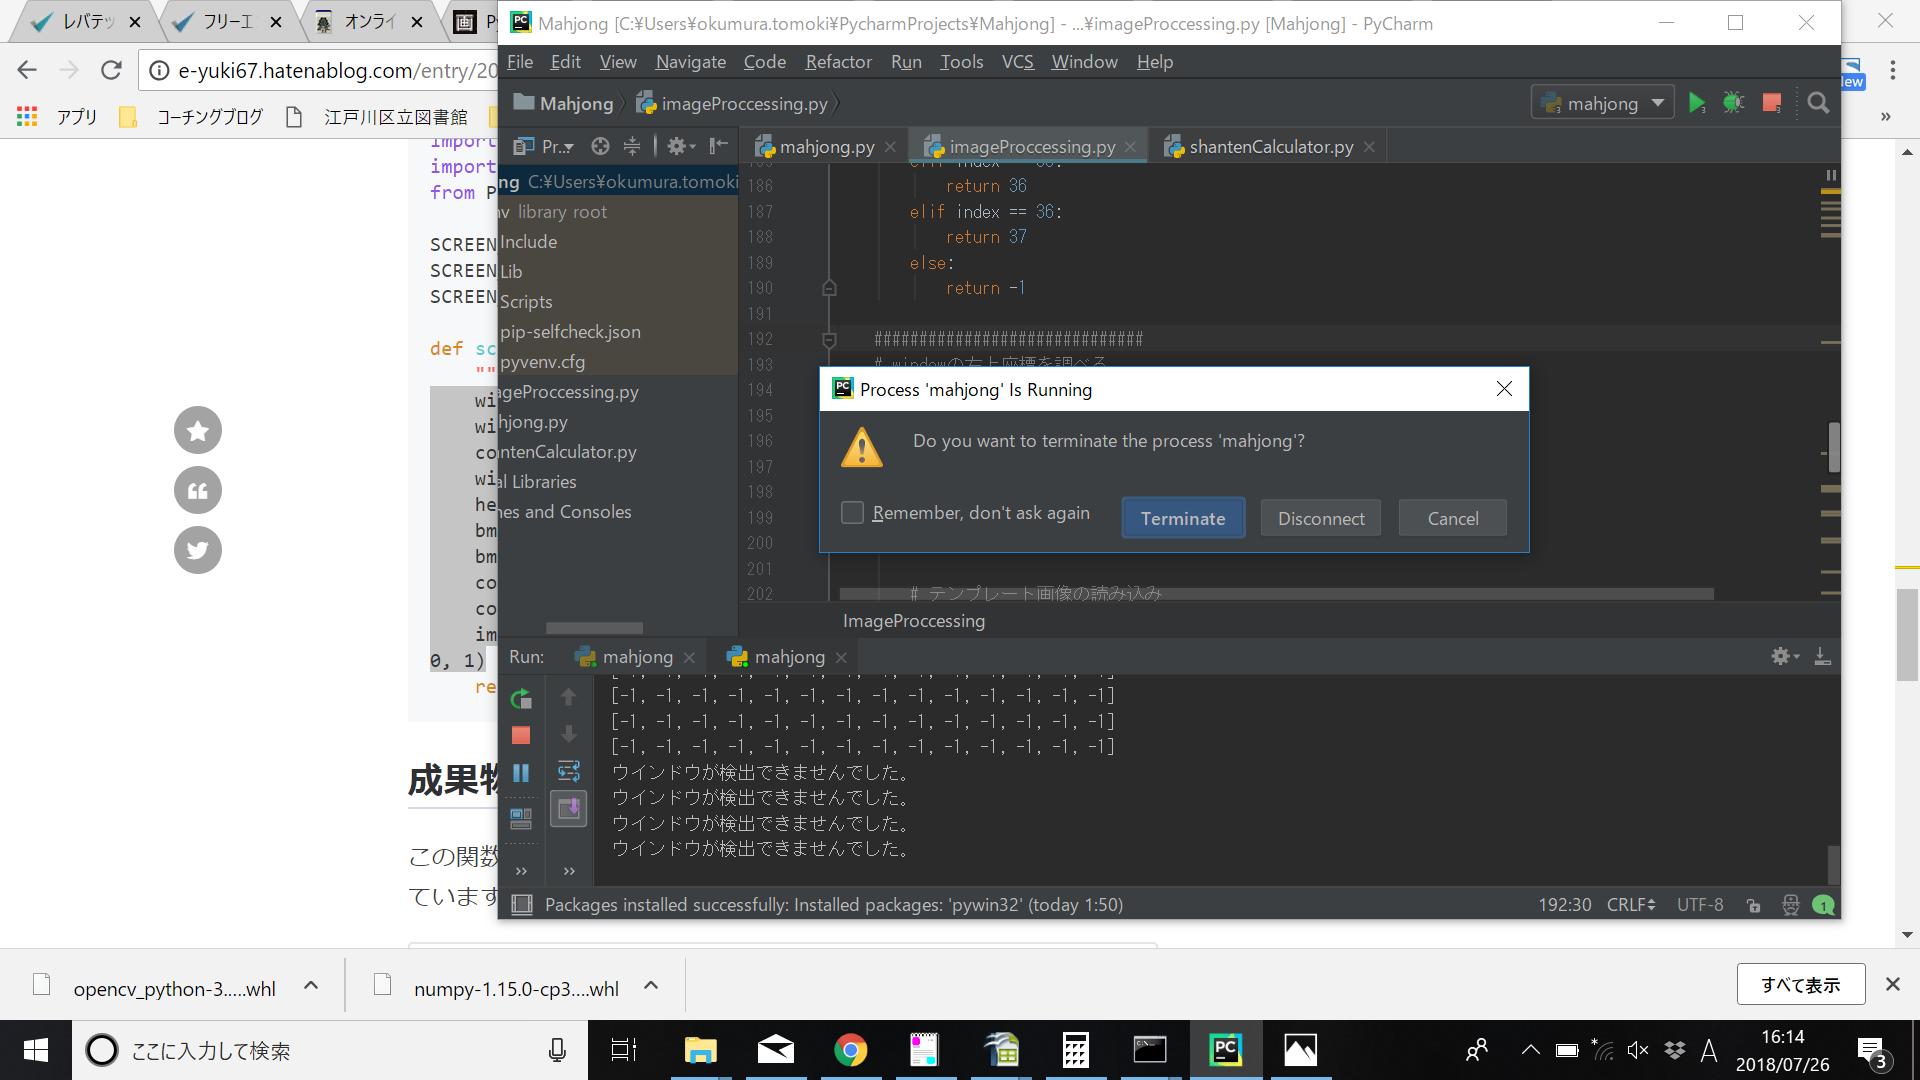 レバテッ
フリーエ
オンライ
e-yuki67.hatenablog.com/entry/20
アプリ
コーチングブログ
江戸川区立図書館
»
import
import
from P
SCREEN
SCREEN
SCREEN
def sc
""
wi
wi
co
wi
he
bm
bm
co
co
im
0, 1)
re
成果物
この関数
ています
Mahjong [C:¥Users¥okumura.tomoki¥PycharmProjects¥Mahjong] - ...¥imageProccessing.py [Mahjong] - PyCharm
File Edit View Navigate Code Refactor Run Tools VCS Window Help
Mahjong
imageProccessing.py
mahjong
Pr...
mahjong.py
imageProccessing.py
shantenCalculator.py
ng C:¥Users¥okumura.tomoki
nv library root
Include
Lib
Scripts
pip-selfcheck.json
pyvenv.cfg
ageProccessing.py
hjong.py
antenCalculator.py
al Libraries
hes and Consoles
186 return 36
187 elif index == 36:
188 return 37
189 else:
190 return -1
191
192 ##############################
193 # windowの左上座標を調べる
194
195
196
197
198
199
200
201
202 # テンプレート画像の読み込み
ImageProccessing
Process 'mahjong' Is Running
Do you want to terminate the process 'mahjong'?
Remember, don't ask again
Terminate
Disconnect
Cancel
Run:
mahjong
mahjong
[-1, -1, -1, -1, -1, -1, -1, -1, -1, -1, -1, -1, -1, -1]
[-1, -1, -1, -1, -1, -1, -1, -1, -1, -1, -1, -1, -1, -1]
[-1, -1, -1, -1, -1, -1, -1, -1, -1, -1, -1, -1, -1, -1]
ウインドウが検出できませんでした。
ウインドウが検出できませんでした。
ウインドウが検出できませんでした。
ウインドウが検出できませんでした。
Packages installed successfully: Installed packages: 'pywin32' (today 1:50)
192:30
CRLF
UTF-8
1
opencv_python-3.....whl
numpy-1.15.0-cp3....whl
すべて表示
ここに入力して検索
A
16:14
2018/07/26
3